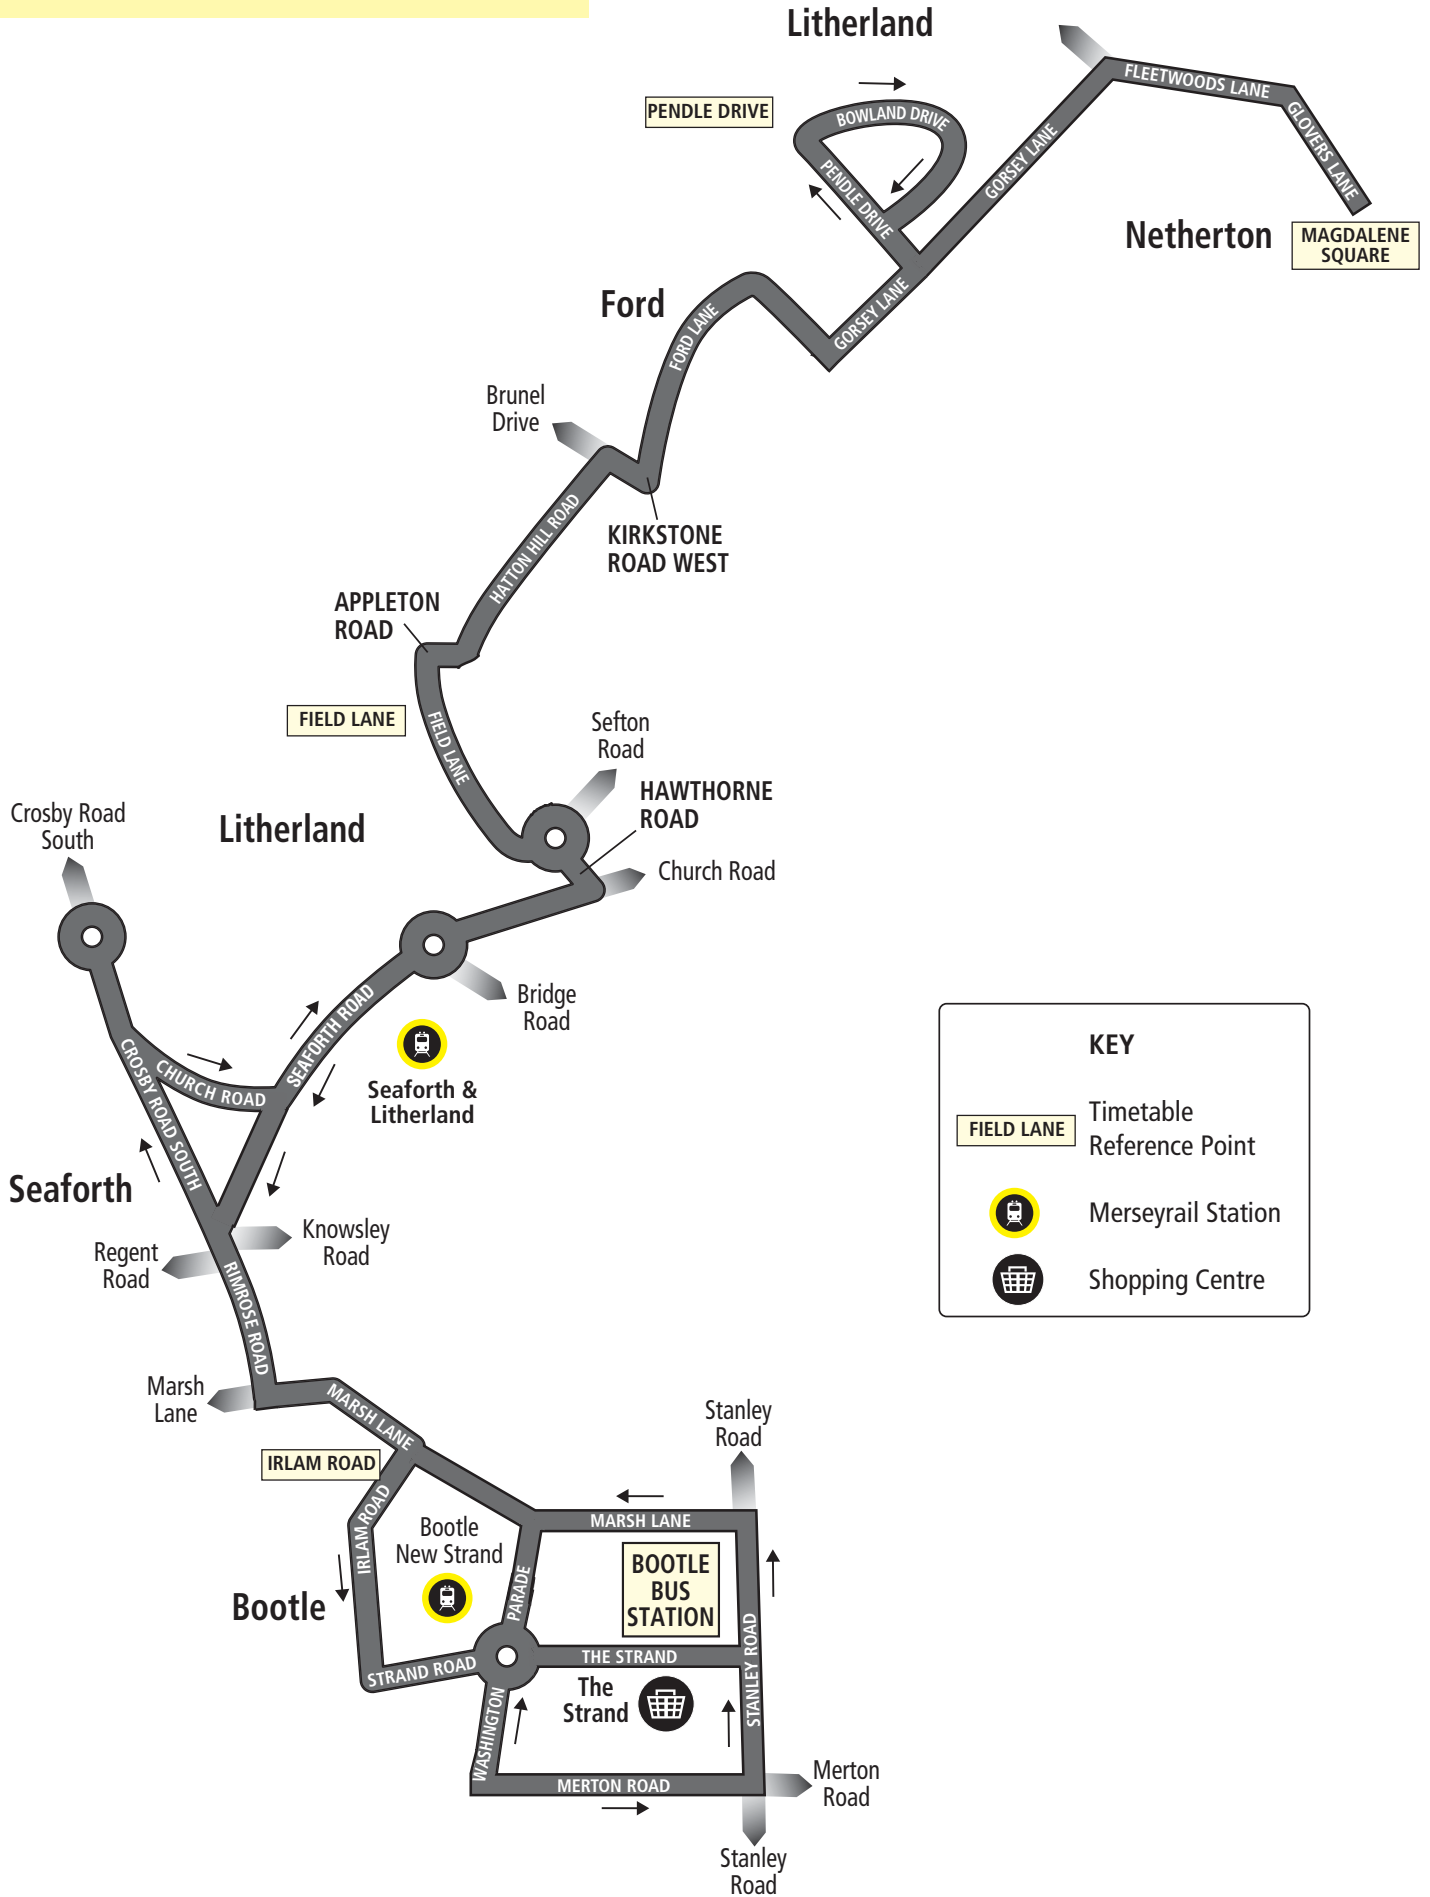 Litherland
FLEETWOODS LANE
GLOVERS LANE
PENDLE DRIVE
BOWLAND DRIVE
PENDLE DRIVE
GORSEY LANE
Netherton
MAGDALENE
SQUARE
Ford
FORD LANE
GORSEY LANE
Brunel
Drive
HATTON HILL ROAD
KIRKSTONE
ROAD WEST
APPLETON
ROAD
FIELD LANE
FIELD LANE
Sefton
Road
HAWTHORNE
ROAD
Crosby Road
South
Litherland
Church Road
Bridge
Road
SEAFORTH ROAD
Seaforth &
Litherland
CROSBY ROAD SOUTH
CHURCH ROAD
KEY
FIELD LANE
Timetable
Reference Point
Merseyrail Station
Shopping Centre
Seaforth
Knowsley
Road
Regent
Road
RIMROSE ROAD
Marsh
Lane
MARSH LANE
Stanley
Road
IRLAM ROAD
IRLAM ROAD
Bootle
New Strand
MARSH LANE
PARADE
BOOTLE
BUS
STATION
Bootle
STRAND ROAD
THE STRAND
The
Strand
STANLEY ROAD
WASHINGTON
MERTON ROAD
Merton
Road
Stanley
Road